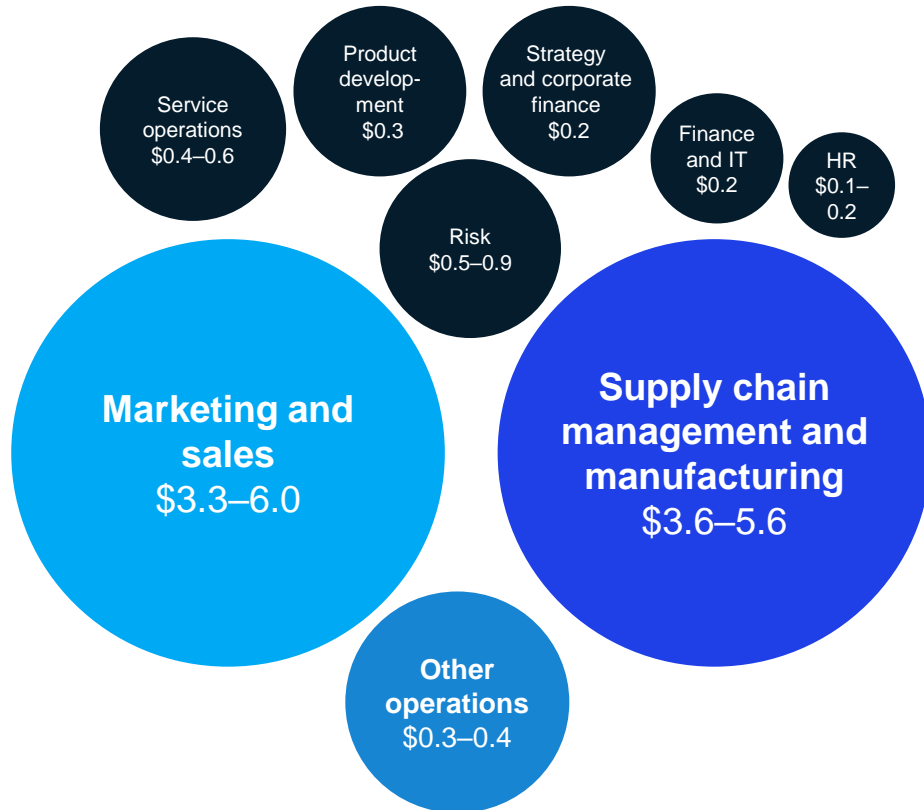 Product
develop-
ment
$0.3
Strategy
and corporate
finance
$0.2
Service
operations
$0.4–0.6
Finance
and IT
$0.2
HR
$0.1–
0.2
Risk
$0.5–0.9
Marketing and
sales
$3.3–6.0
Supply chain
management and
manufacturing
$3.6–5.6
Other
operations
$0.3–0.4